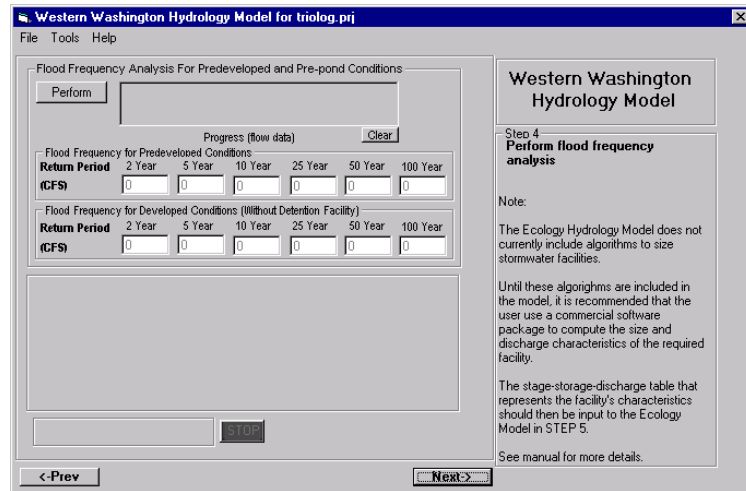 Western Washington Hydrology Model for triolog.prj
File Tools Help
Flood Frequency Analysis For Predeveloped and Pre-pond Conditions
Perform
Progress (flow data)
Clear
Flood Frequency for Predeveloped Conditions
Return Period 2 Year 5 Year 10 Year 25 Year 50 Year 100 Year
(CFS) 0 0 0 0 0 0
Flood Frequency for Developed Conditions (Without Detention Facility)
Return Period 2 Year 5 Year 10 Year 25 Year 50 Year 100 Year
(CFS) 0 0 0 0 0 0
STOP
<-Prev
Next->
Western Washington
Hydrology Model
Step 4
Perform flood frequency
analysis
Note:
The Ecology Hydrology Model does not
currently include algorithms to size
stormwater facilities.
Until these algorighms are included in
the model, it is recommended that the
user use a commercial software
package to compute the size and
discharge characteristics of the required
facility.
The stage-storage-discharge table that
represents the facility's characteristics
should then be input to the Ecology
Model in STEP 5.
See manual for more details.